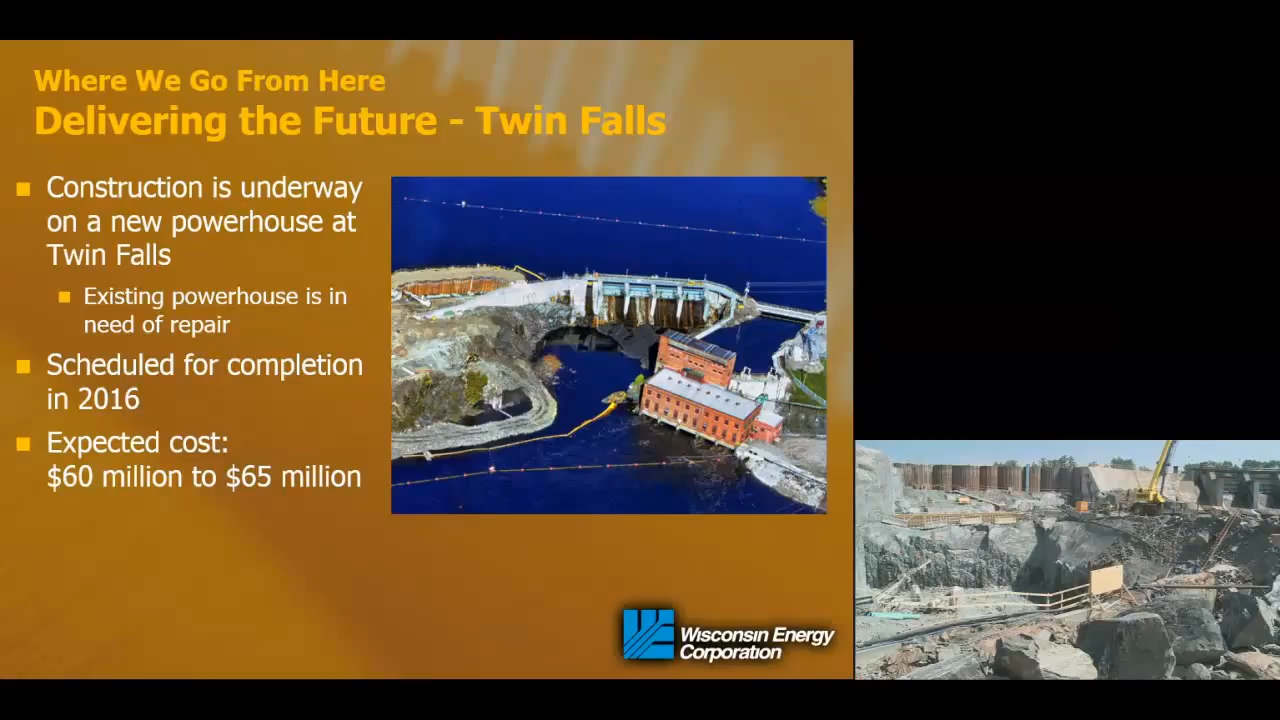 Where We Go From Here
Delivering the Future - Twin Falls
Construction is underway
on a new powerhouse at
Twin Falls
Existing powerhouse is in
need of repair
Scheduled for completion
in 2016
Expected cost:
$60 million to $65 million
Wisconsin Energy
Corporation